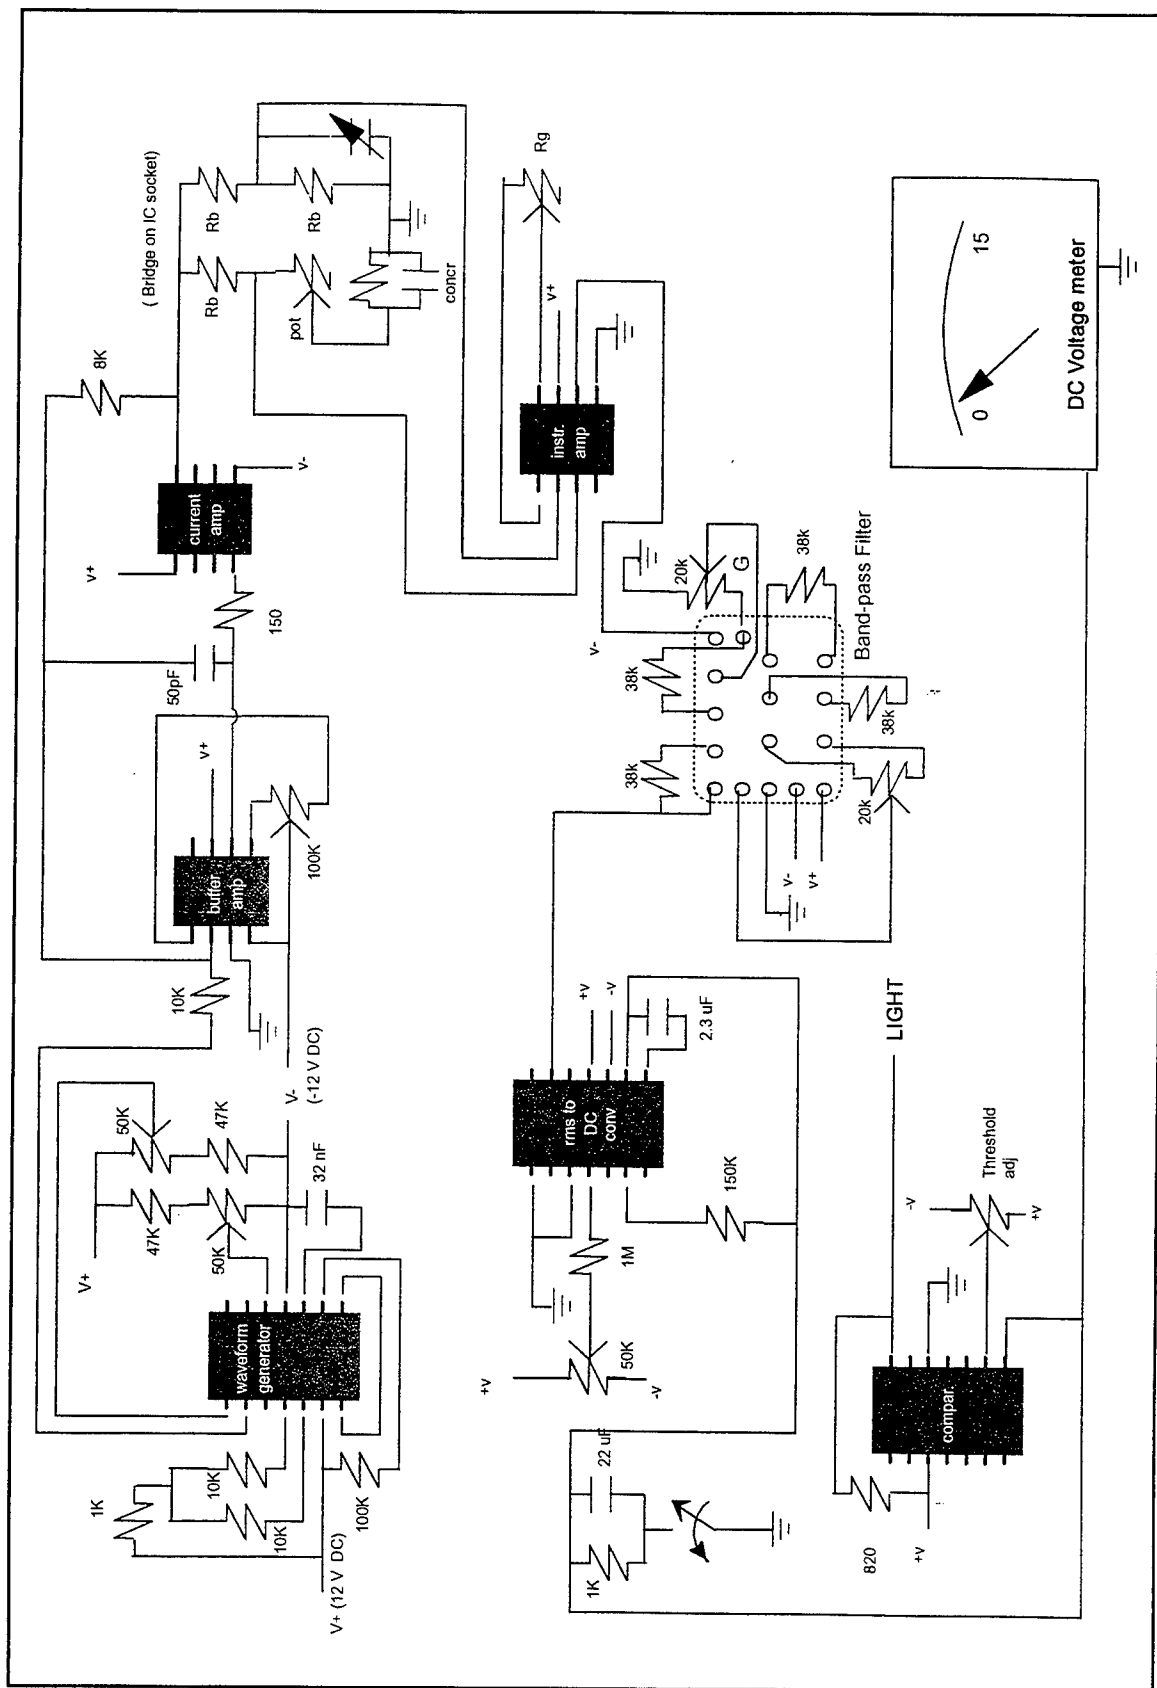 V+ (12 V DC)
1K
10K
10K
100K
waveform
generator
V+
47K
50K
50K
47K
32 nF
V-
(-12 V DC)
10K
buffer
amp
v+
100K
50pF
150
v+
current
amp
v-
8K
( Bridge on IC socket)
Rb
Rb
Rb
pot
concr
1K
22 uF
+v
50K
-v
1M
150K
rms to
DC
conv
+v
-v
2.3 uF
38k
38k
v-
20k
G
38k
38k
20k
v-
v+
Band-pass Filter
instr.
amp
v+
Rg
820
+v
compar.
LIGHT
-v
+v
Threshold
adj
0
15
DC Voltage meter